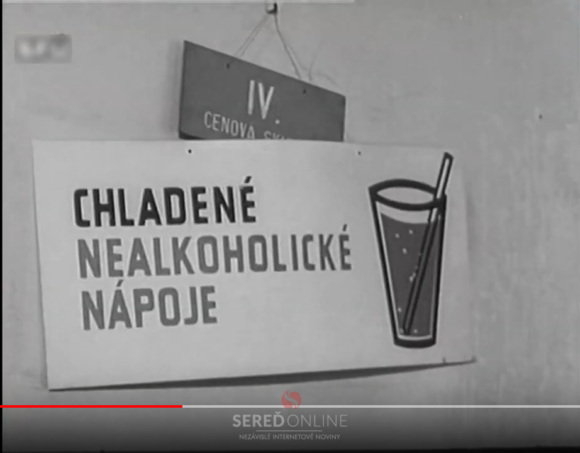 IV.
CENOVÁ
CHLADENÉ
NEALKOHOLICKÉ
NÁPOJE
SEREĎONLINE
NEZÁVISLÉ INTERNETOVÉ NOVINY